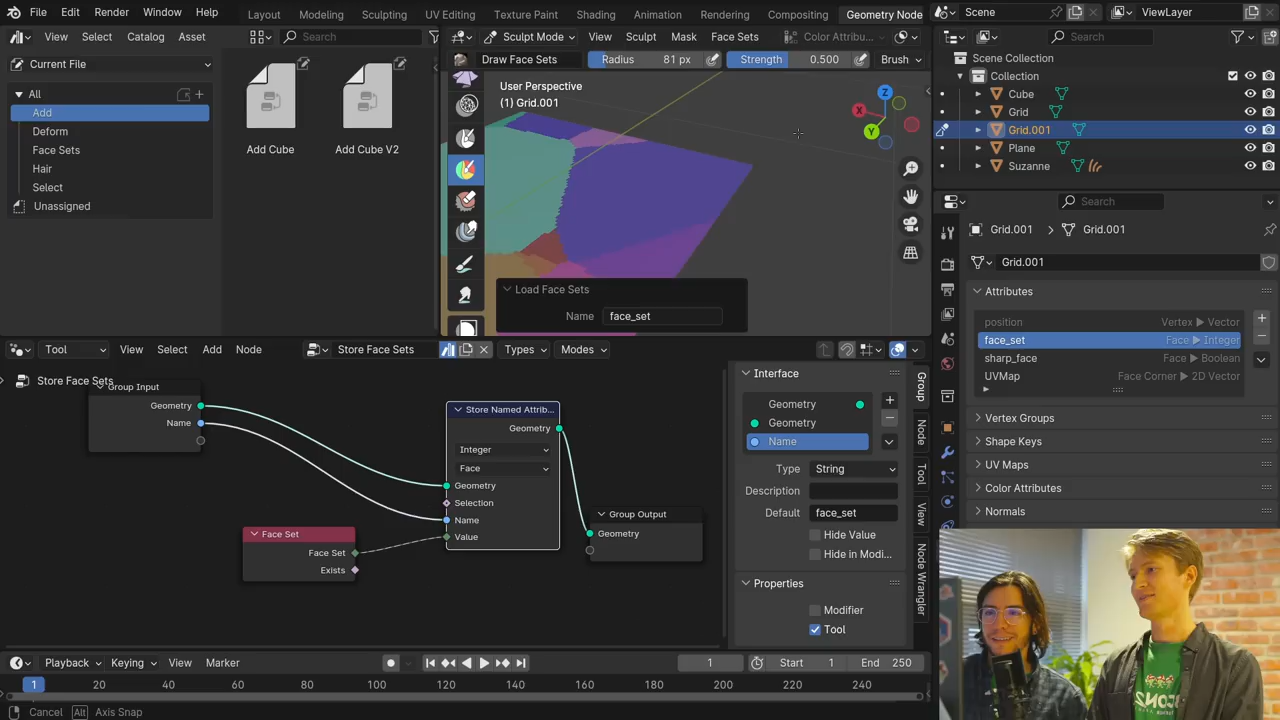 File Edit Render Window Help
Layout Modeling Sculpting UV Editing Texture Paint Shading Animation Rendering Compositing Geometry Node
Scene ViewLayer
View Select Catalog Asset
Search
Sculpt Mode View Sculpt Mask Face Sets Color Attribu...
Search
Current File
Draw Face Sets Radius 81 px Strength 0.500 Brush
Scene Collection
Collection
Cube
Grid
Grid.001
Plane
Suzanne
All
Add
Deform
Face Sets
Hair
Select
Unassigned
Add Cube Add Cube V2
User Perspective
(1) Grid.001
Z
X
Y
Load Face Sets
Name face_set
Search
Grid.001 Grid.001
Grid.001
Attributes
position Vertex ▶ Vector
face_set Face ▶ Integer
sharp_face Face ▶ Boolean
UVMap Face Corner ▶ 2D Vector
Vertex Groups
Shape Keys
UV Maps
Color Attributes
Normals
Tool View Select Add Node Store Face Sets Types Modes
Store Face Sets
Group Input
Geometry
Name
Face Set
Face Set
Exists
Store Named Attrib...
Geometry
Integer
Face
Geometry
Selection
Name
Value
Group Output
Geometry
Interface
Geometry
Geometry
Name
Type String
Description
Default face_set
Hide Value
Hide in Modi...
Properties
Modifier
Tool
Group
Node
Tool
View
Node Wrangler
Playback Keying View Marker 1 Start 1 End 250
1 20 40 60 80 100 120 140 160 180 200 220 240
Cancel Alt Axis Snap